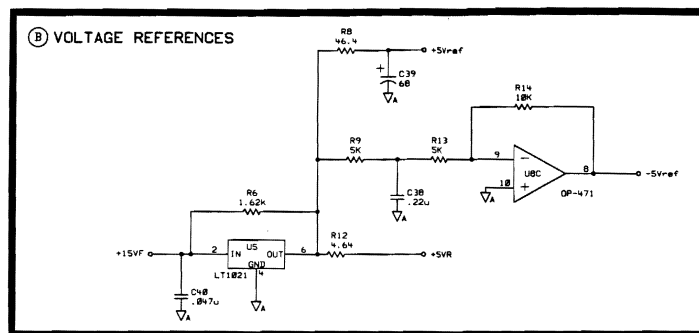 B VOLTAGE REFERENCES
R8
46.4
+5Vref
+
C39
68
A
R14
10K
R9
5K
R13
5K
9
-
U8C
8
-5Vref
10
+
A
OP-471
C38
.22u
A
R6
1.62k
R12
4.64
+15VF
2
IN
U5
OUT
6
+5VR
GND
4
LT1021
C40
.047u
A
A